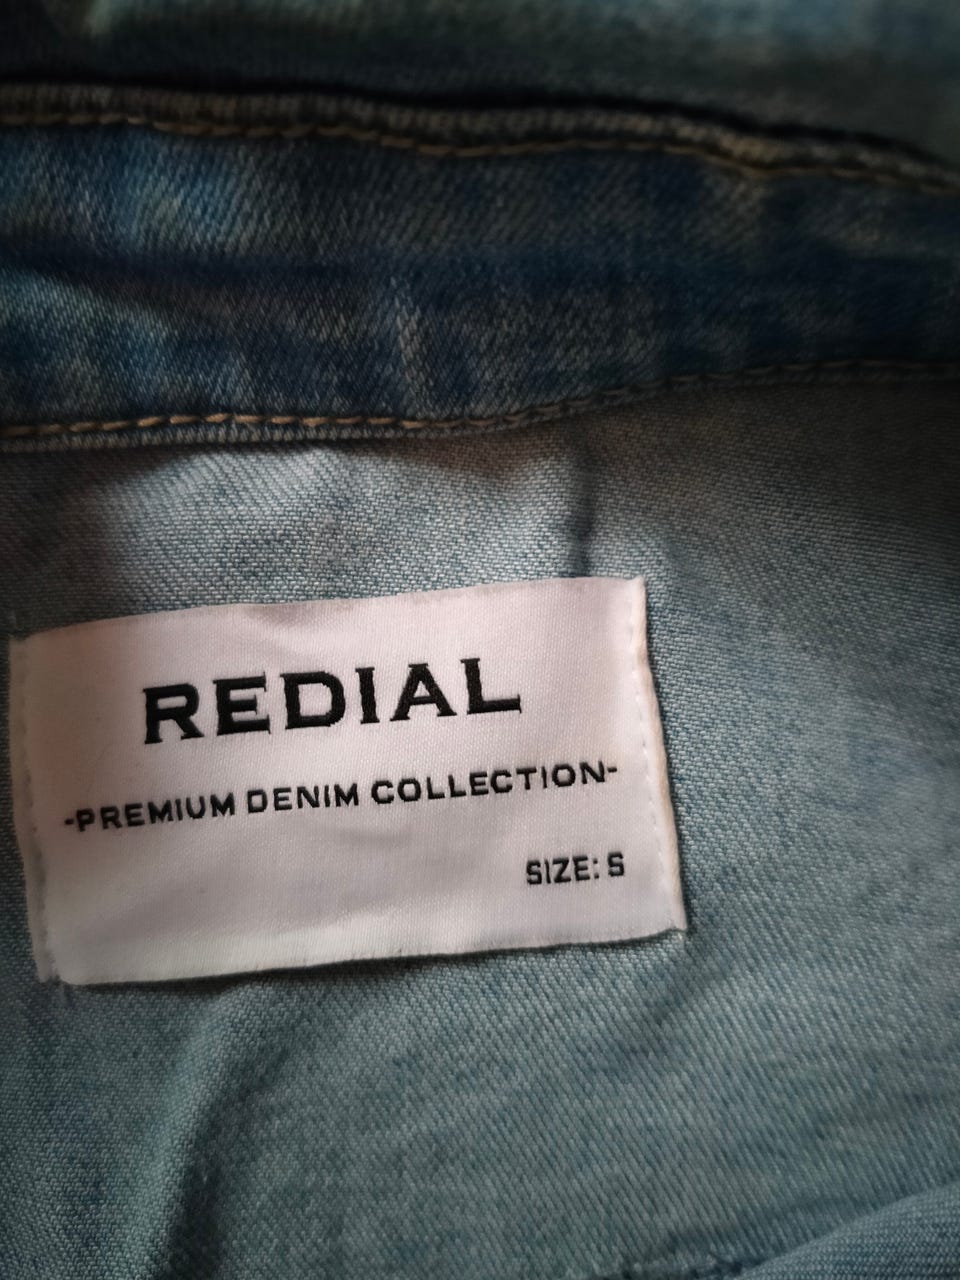 REDIAL
-PREMIUM DENIM COLLECTION-
SIZE: S